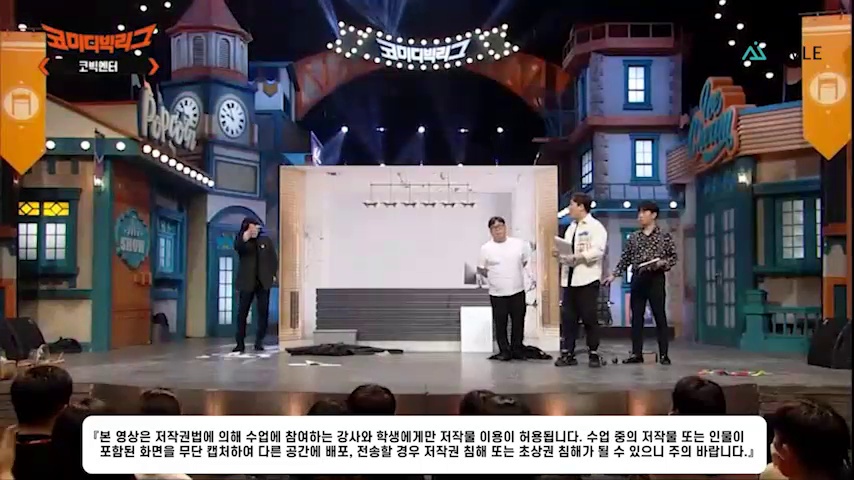 코미디빅리그
코빅엔터
코미디빅리그
LE
Popcorn
SHOW
『본 영상은 저작권법에 의해 수업에 참여하는 강사와 학생에게만 저작물 이용이 허용됩니다. 수업 중의 저작물 또는 인물이
포함된 화면을 무단 캡처하여 다른 공간에 배포, 전송할 경우 저작권 침해 또는 초상권 침해가 될 수 있으니 주의 바랍니다.』